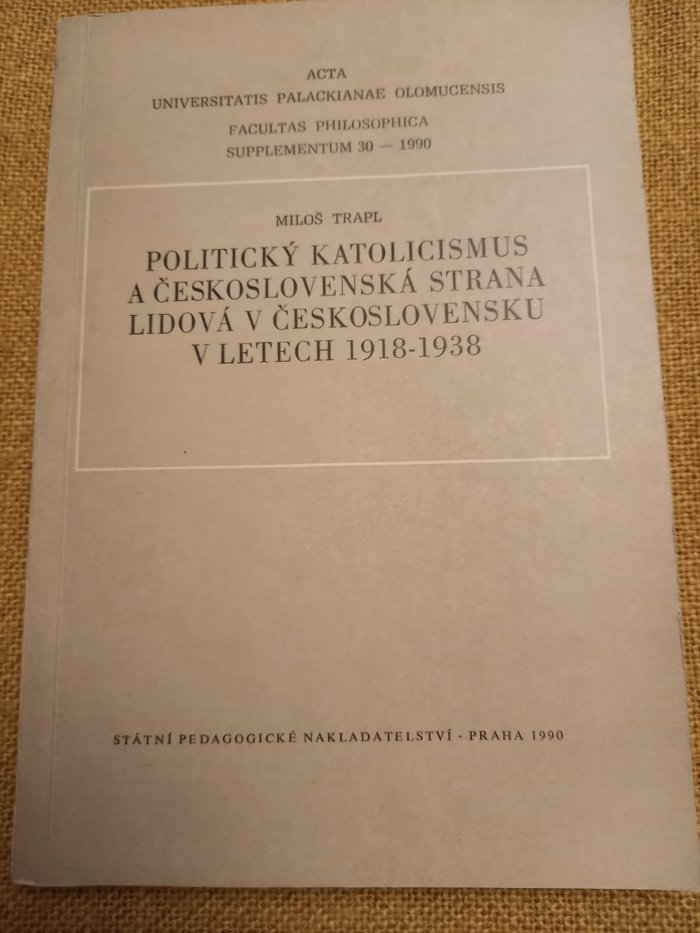 ACTA
UNIVERSITATIS PALACKIANAE OLOMUCENSIS
FACULTAS PHILOSOPHICA
SUPPLEMENTUM 30 — 1990
MILOŠ TRAPL
POLITICKÝ KATOLICISMUS
A ČESKOSLOVENSKÁ STRANA
LIDOVÁ V ČESKOSLOVENSKU
V LETECH 1918-1938
STÁTNÍ PEDAGOGICKÉ NAKLADATELSTVÍ - PRAHA 1990